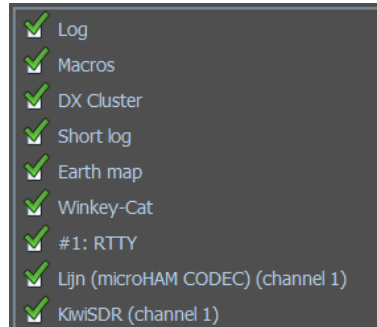 Log
Macros
DX Cluster
Short log
Earth map
Winkey-Cat
#1: RTTY
Lijn (microHAM CODEC) (channel 1)
KiwiSDR (channel 1)